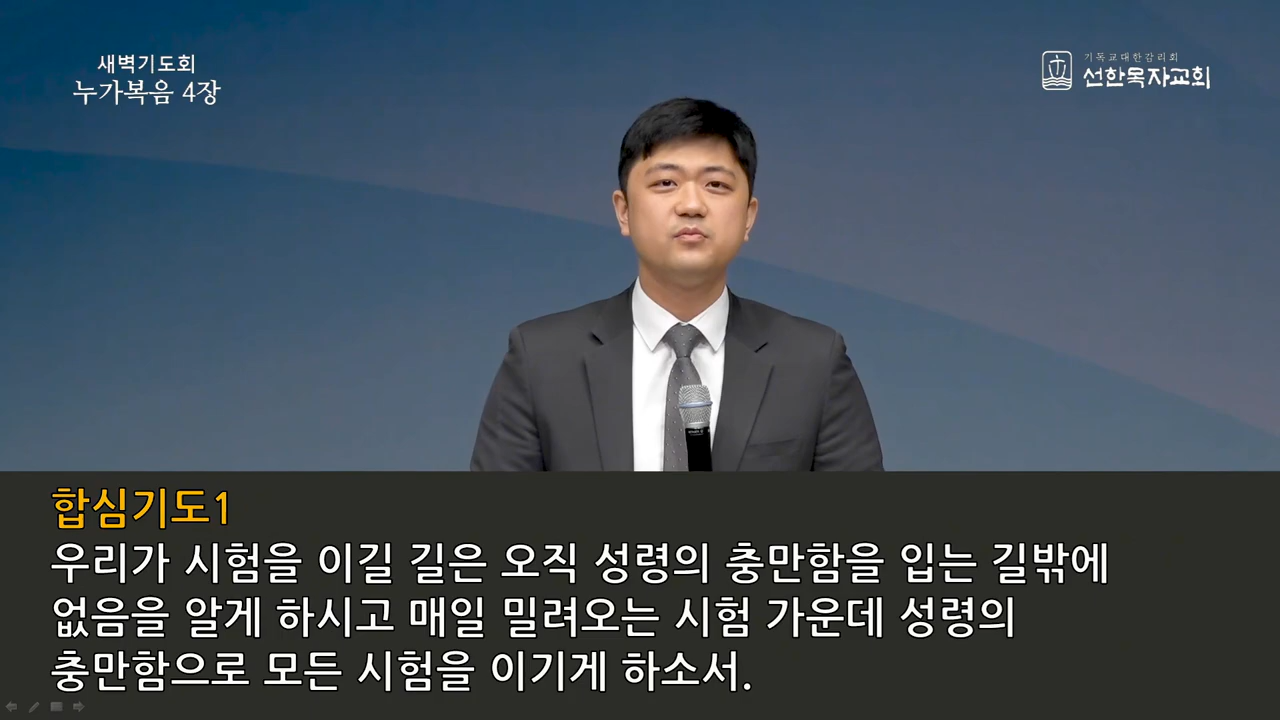 새벽기도회
누가복음 4장
기독교대한감리회
선한목자교회
합심기도1
우리가 시험을 이길 길은 오직 성령의 충만함을 입는 길밖에
없음을 알게 하시고 매일 밀려오는 시험 가운데 성령의
충만함으로 모든 시험을 이기게 하소서.